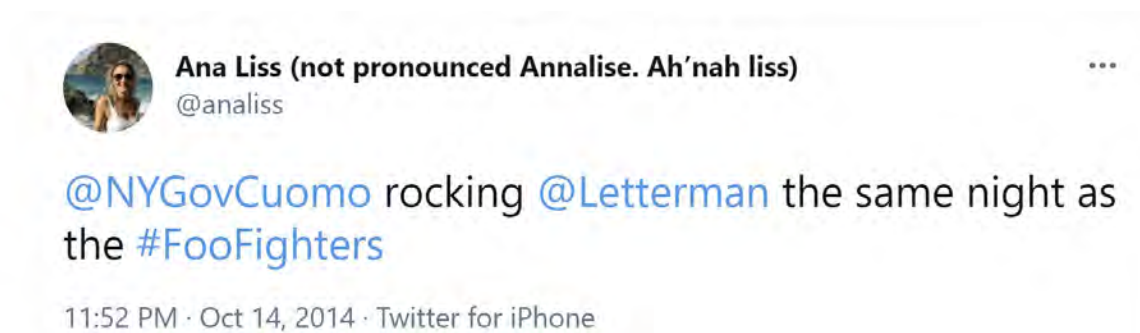 Ana Liss (not pronounced Annalise. Ah’nah liss)
@analiss
@NYGovCuomo rocking @Letterman the same night as
the #FooFighters
11:52 PM · Oct 14, 2014 · Twitter for iPhone